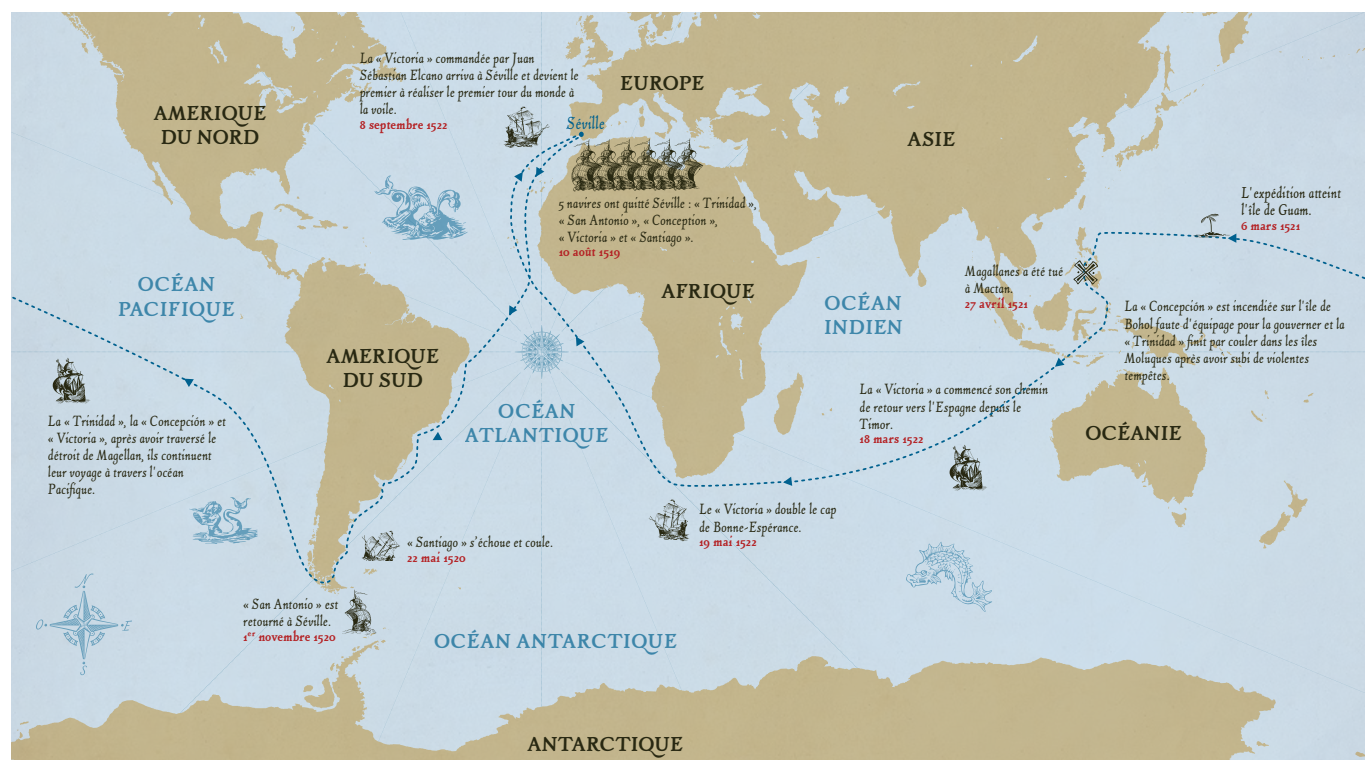 La « Victoria » commandée par Juan
Sébastian Elcano arriva à Séville et devient le
premier à réaliser le premier tour du monde à
la voile.
8 septembre 1522
EUROPE
AMERIQUE
DU NORD
Séville
ASIE
5 navires ont quitté Séville : « Trinidad »,
« San Antonio », « Conception »,
« Victoria » et « Santiago ».
10 août 1519
L'expédition atteint
l'île de Guam.
6 mars 1521
OCÉAN
PACIFIQUE
AFRIQUE
OCÉAN
INDIEN
Magallanes a été tué
à Mactan.
27 avril 1521
La « Concepción » est incendiée sur l'île de
Bohol faute d'équipage pour la gouverner et la
« Trinidad » finit par couler dans les îles
Moluques après avoir subi de violentes
tempêtes.
AMERIQUE
DU SUD
La « Victoria » a commencé son chemin
de retour vers l'Espagne depuis le
Timor.
18 mars 1522
OCÉAN
ATLANTIQUE
OCÉANIE
La « Trinidad », la « Concepción » et
« Victoria », après avoir traversé le
détroit de Magellan, ils continuent
leur voyage à travers l'océan
Pacifique.
Le « Victoria » double le cap
de Bonne-Espérance.
19 mai 1522
« Santiago » s'échoue et coule.
22 mai 1520
« San Antonio » est
retourné à Séville.
1er novembre 1520
N
O
E
S
OCÉAN ANTARCTIQUE
ANTARCTIQUE